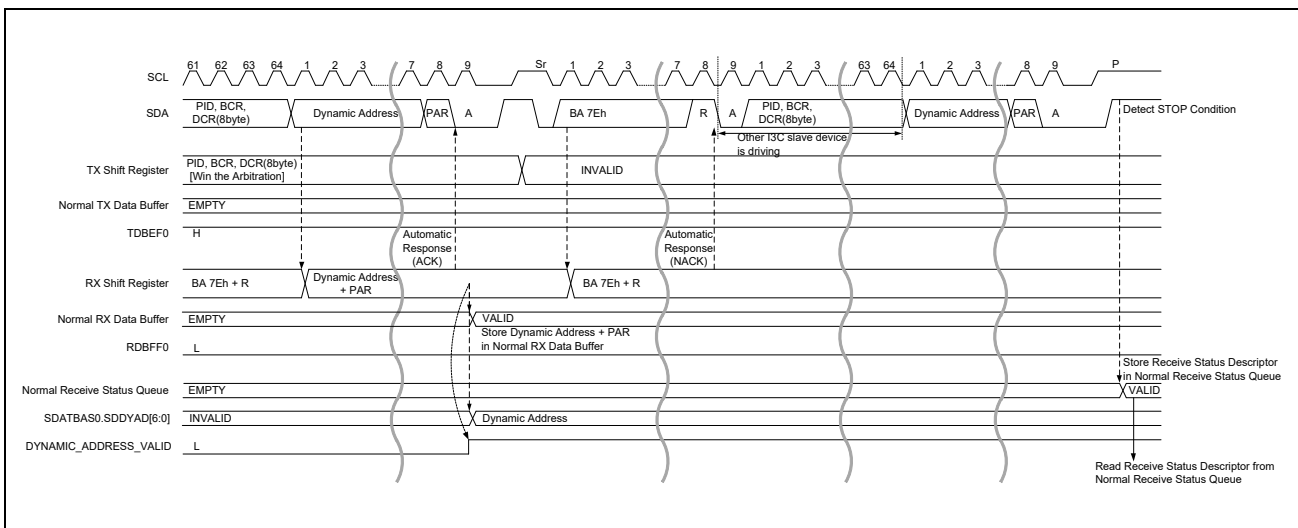 61 62 63 64 1 2 3 7 8 9 Sr 1 2 3 7 8 9 1 2 3 63 64 1 2 3 8 9 P
SCL
SDA
PID, BCR,
DCR(8byte)
Dynamic Address
PAR
A
BA 7Eh
R
A
PID, BCR,
DCR(8byte)
Dynamic Address
PAR
A
Detect STOP Condition
Other I3C slave device
is driving
TX Shift Register
PID, BCR, DCR(8byte)
[Win the Arbitration]
INVALID
Normal TX Data Buffer
EMPTY
TDBEF0
H
Automatic
Response
(ACK)
Automatic
Response
(NACK)
RX Shift Register
BA 7Eh + R
Dynamic Address
+ PAR
BA 7Eh + R
Normal RX Data Buffer
EMPTY
VALID
Store Dynamic Address + PAR
in Normal RX Data Buffer
RDBFF0
L
Store Receive Status Descriptor
in Normal Receive Status Queue
Normal Receive Status Queue
EMPTY
VALID
SDATBAS0.SDDYAD[6:0]
INVALID
Dynamic Address
DYNAMIC_ADDRESS_VALID
L
Read Receive Status Descriptor from
Normal Receive Status Queue